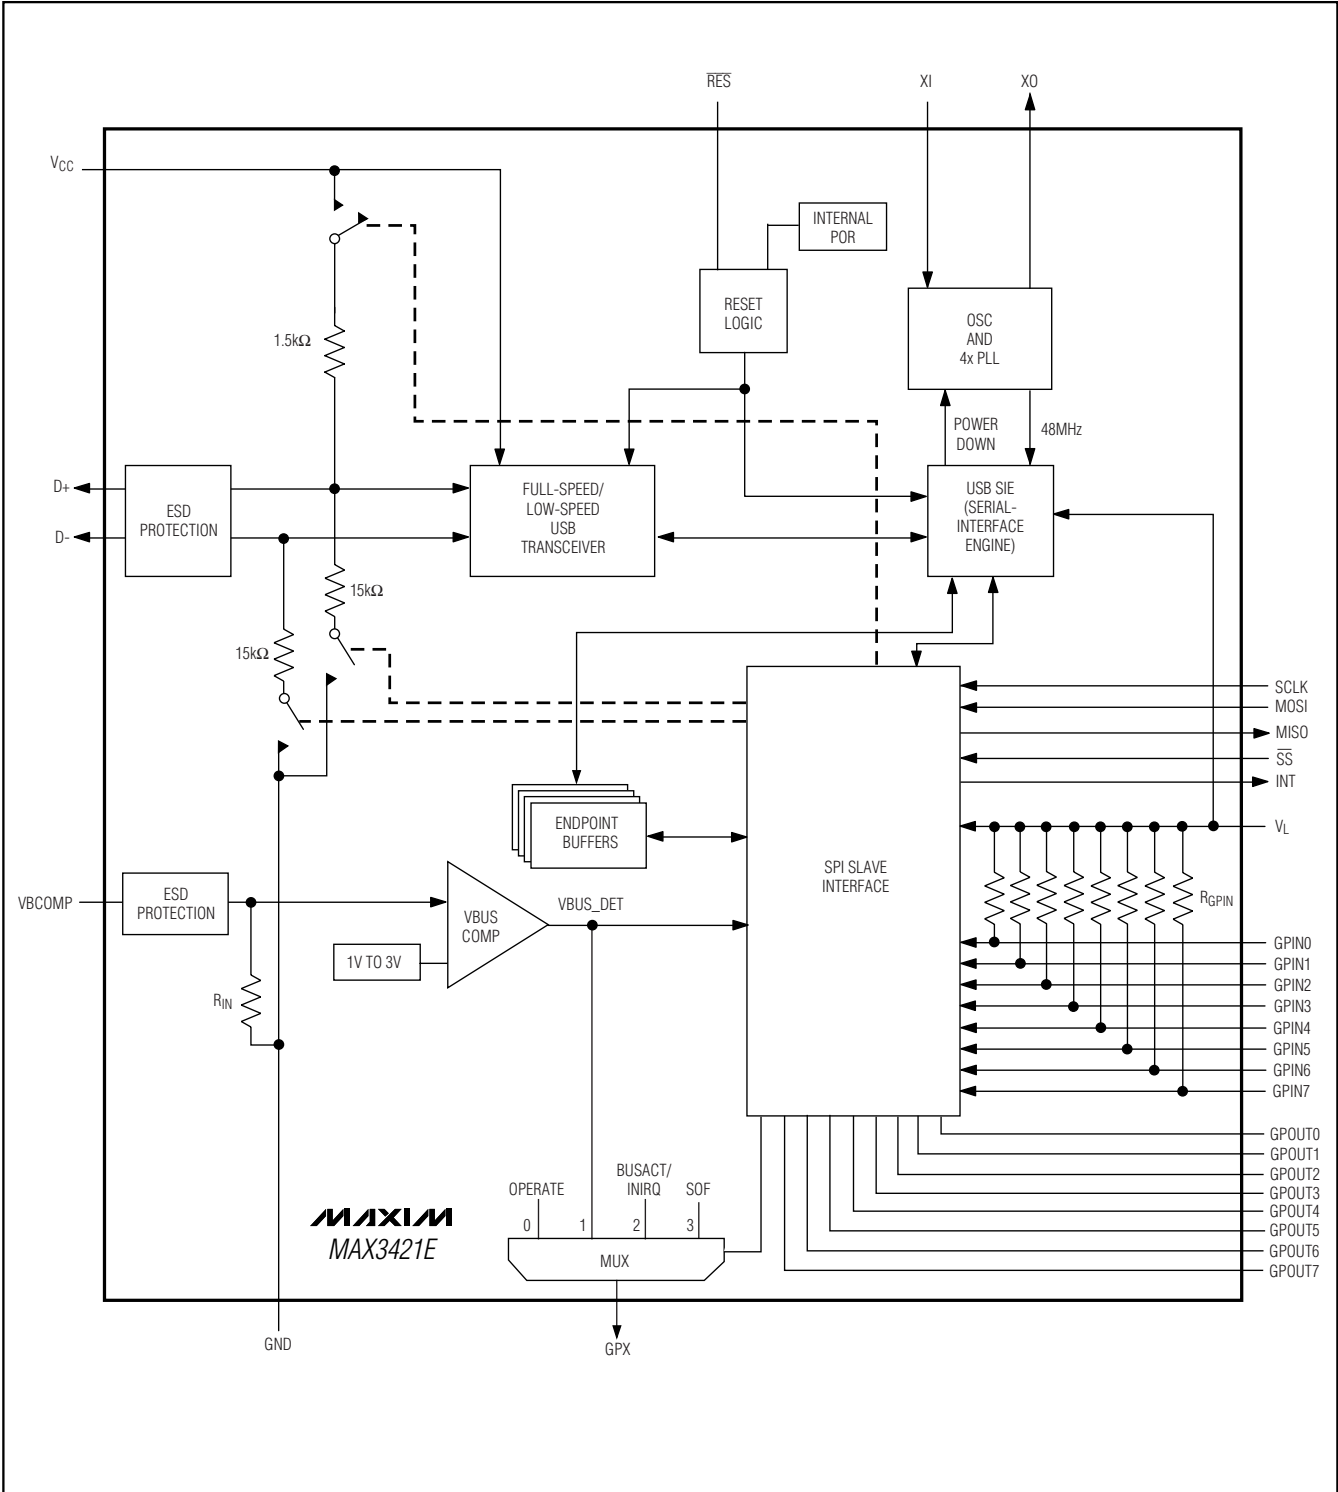 RES
XI
XO
VCC
INTERNAL
POR
RESET
LOGIC
OSC
AND
4x PLL
1.5kΩ
POWER
DOWN
48MHz
D+
D-
ESD
PROTECTION
FULL-SPEED/
LOW-SPEED
USB
TRANSCEIVER
USB SIE
(SERIAL-
INTERFACE
ENGINE)
15kΩ
15kΩ
SCLK
MOSI
MISO
SS
INT
VL
ENDPOINT
BUFFERS
SPI SLAVE
INTERFACE
RGPIN
VBCOMP
ESD
PROTECTION
VBUS
COMP
VBUS_DET
1V TO 3V
RIN
GPIN0
GPIN1
GPIN2
GPIN3
GPIN4
GPIN5
GPIN6
GPIN7
GPOUT0
GPOUT1
GPOUT2
GPOUT3
GPOUT4
GPOUT5
GPOUT6
GPOUT7
OPERATE
BUSACT/
INIRQ
SOF
0 1 2 3
MUX
MAXIM
MAX3421E
GND
GPX